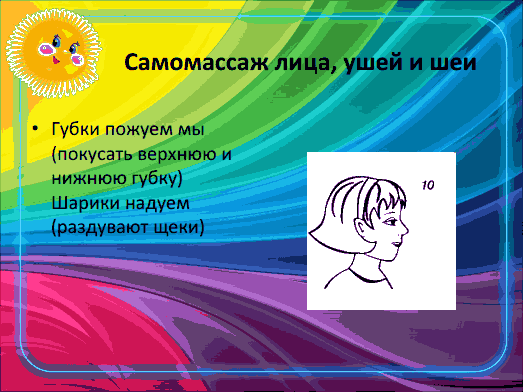 Самомассаж лица, ушей и шеи
• Губки пожуем мы
(покусать верхнюю и
нижнюю губку)
Шарики надуем
(раздувают щеки)
10